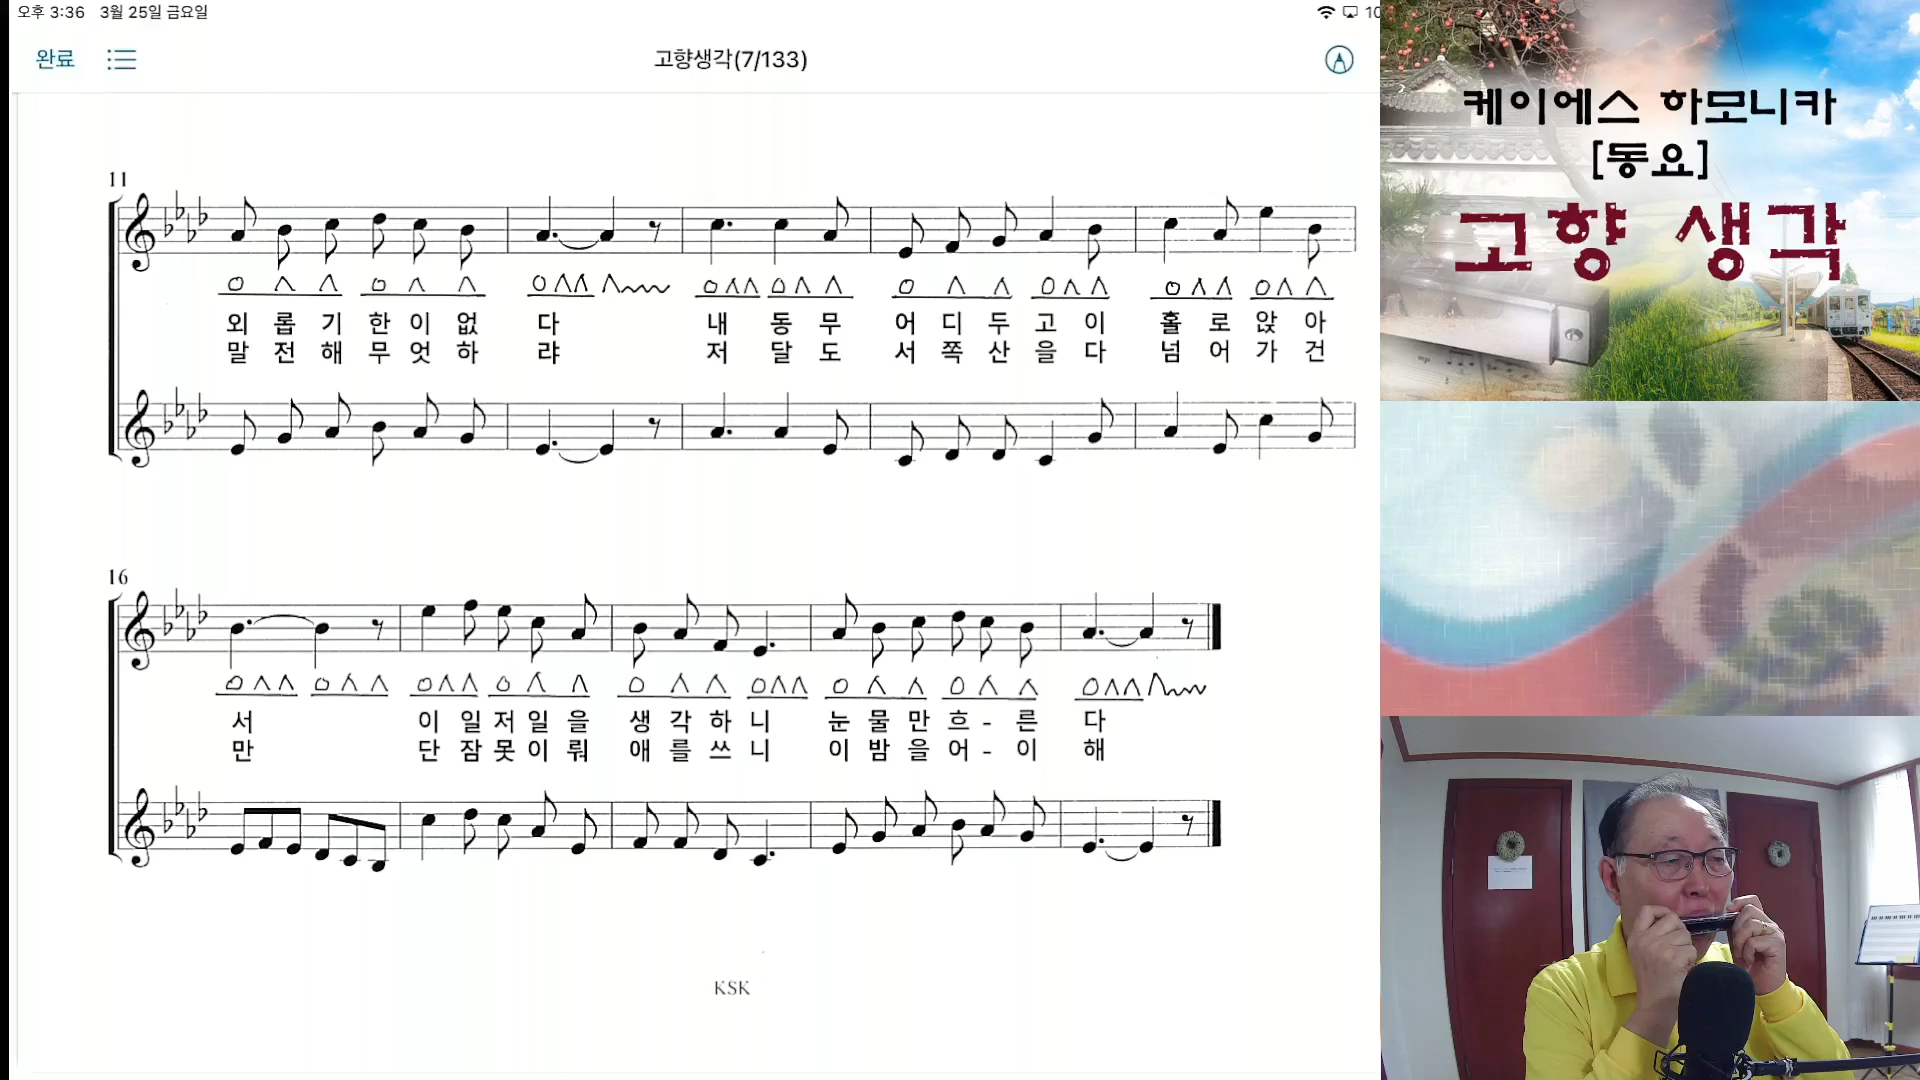 오후 3:36 3월 25일 금요일
10
완료
고향생각(7/133)
11
외 롭 기 한 이 없 다 내 동 무 어 디 두 고 이 홀 로 앉 아
말 전 해 무 엇 하 랴 저 달 도 서 쪽 산 을 다 넘 어 가 건
16
서 이 일 저 일 을 생 각 하 니 눈 물 만 흐 - 른 다
만 단 잠 못 이 뤄 애 를 쓰 니 이 밤 을 어 - 이 해
KSK
케이에스 하모니카
[동요]
고향 생각